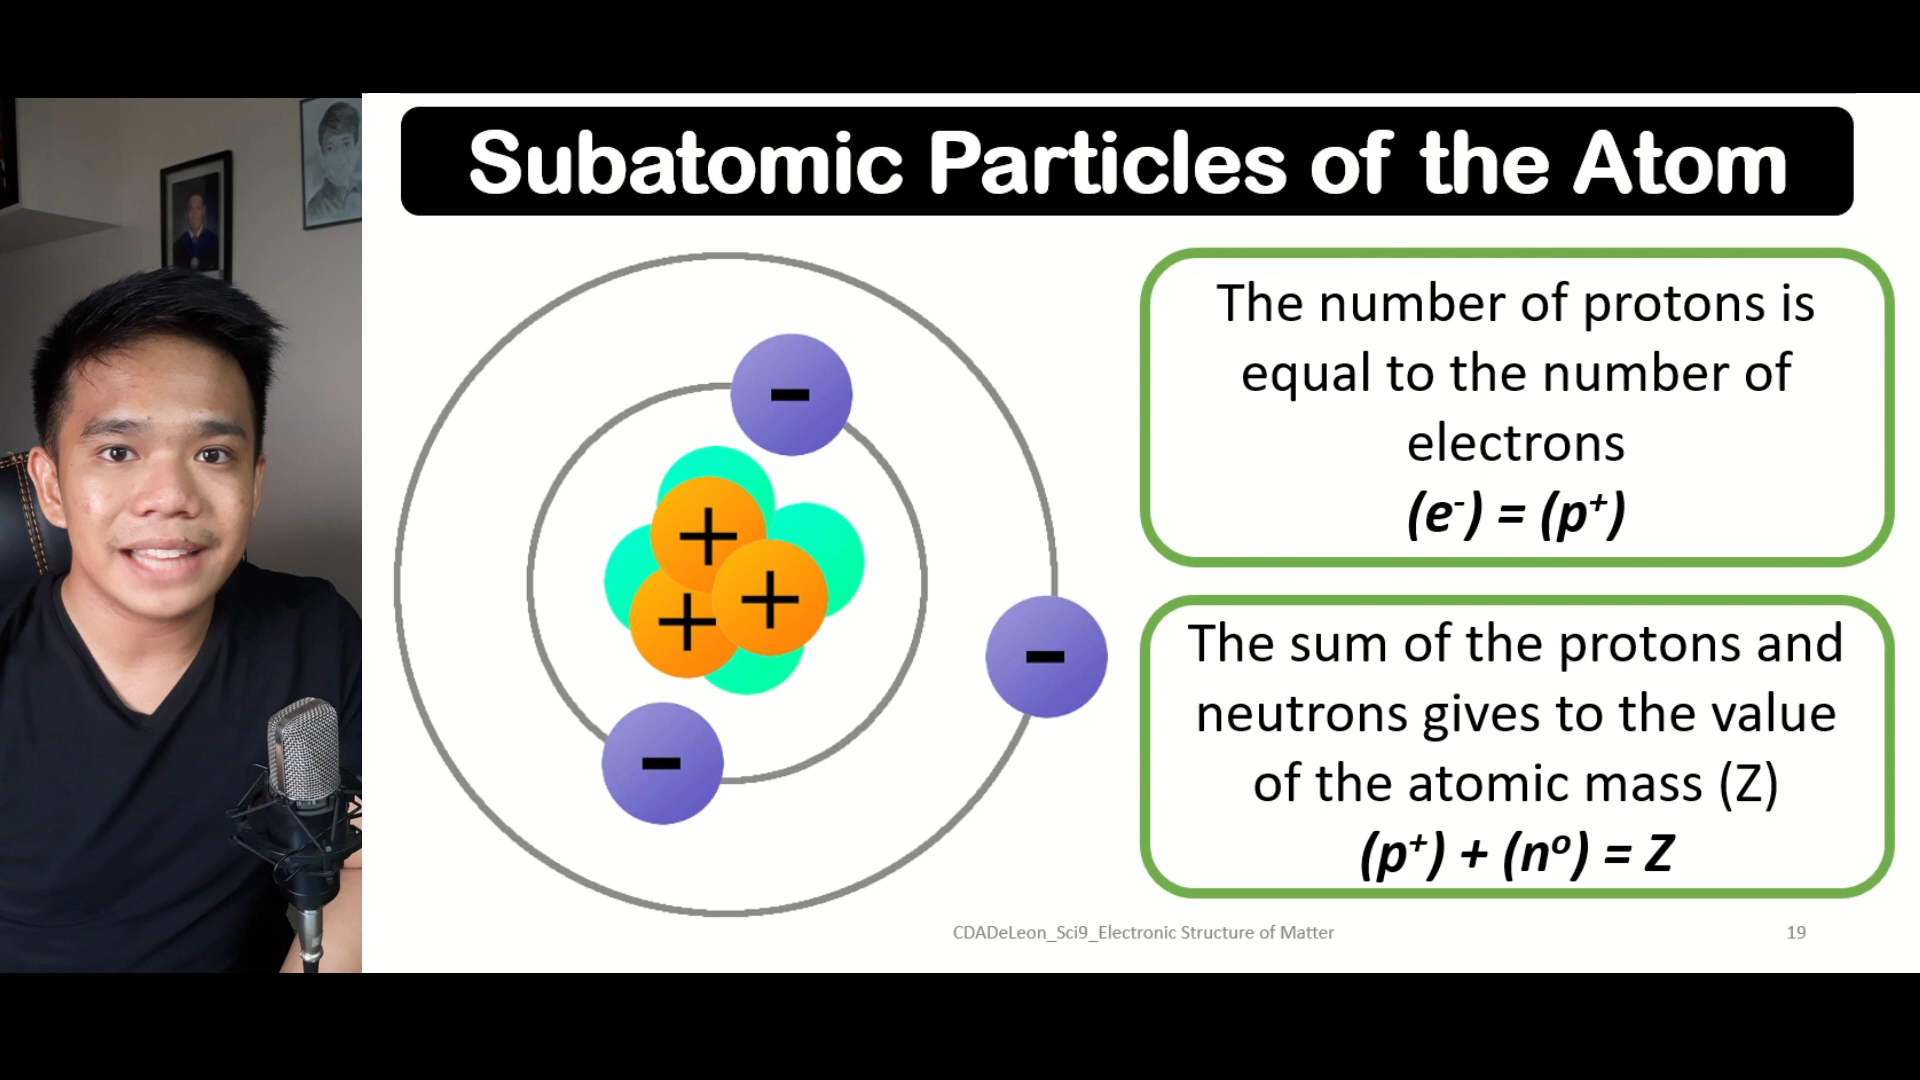 Subatomic Particles of the Atom
The number of protons is
equal to the number of
electrons
(e⁻) = (p⁺)
The sum of the protons and
neutrons gives to the value
of the atomic mass (Z)
(p⁺) + (nᵒ) = Z
+
+
+
-
-
-
CDADeLeon_Sci9_Electronic Structure of Matter
19